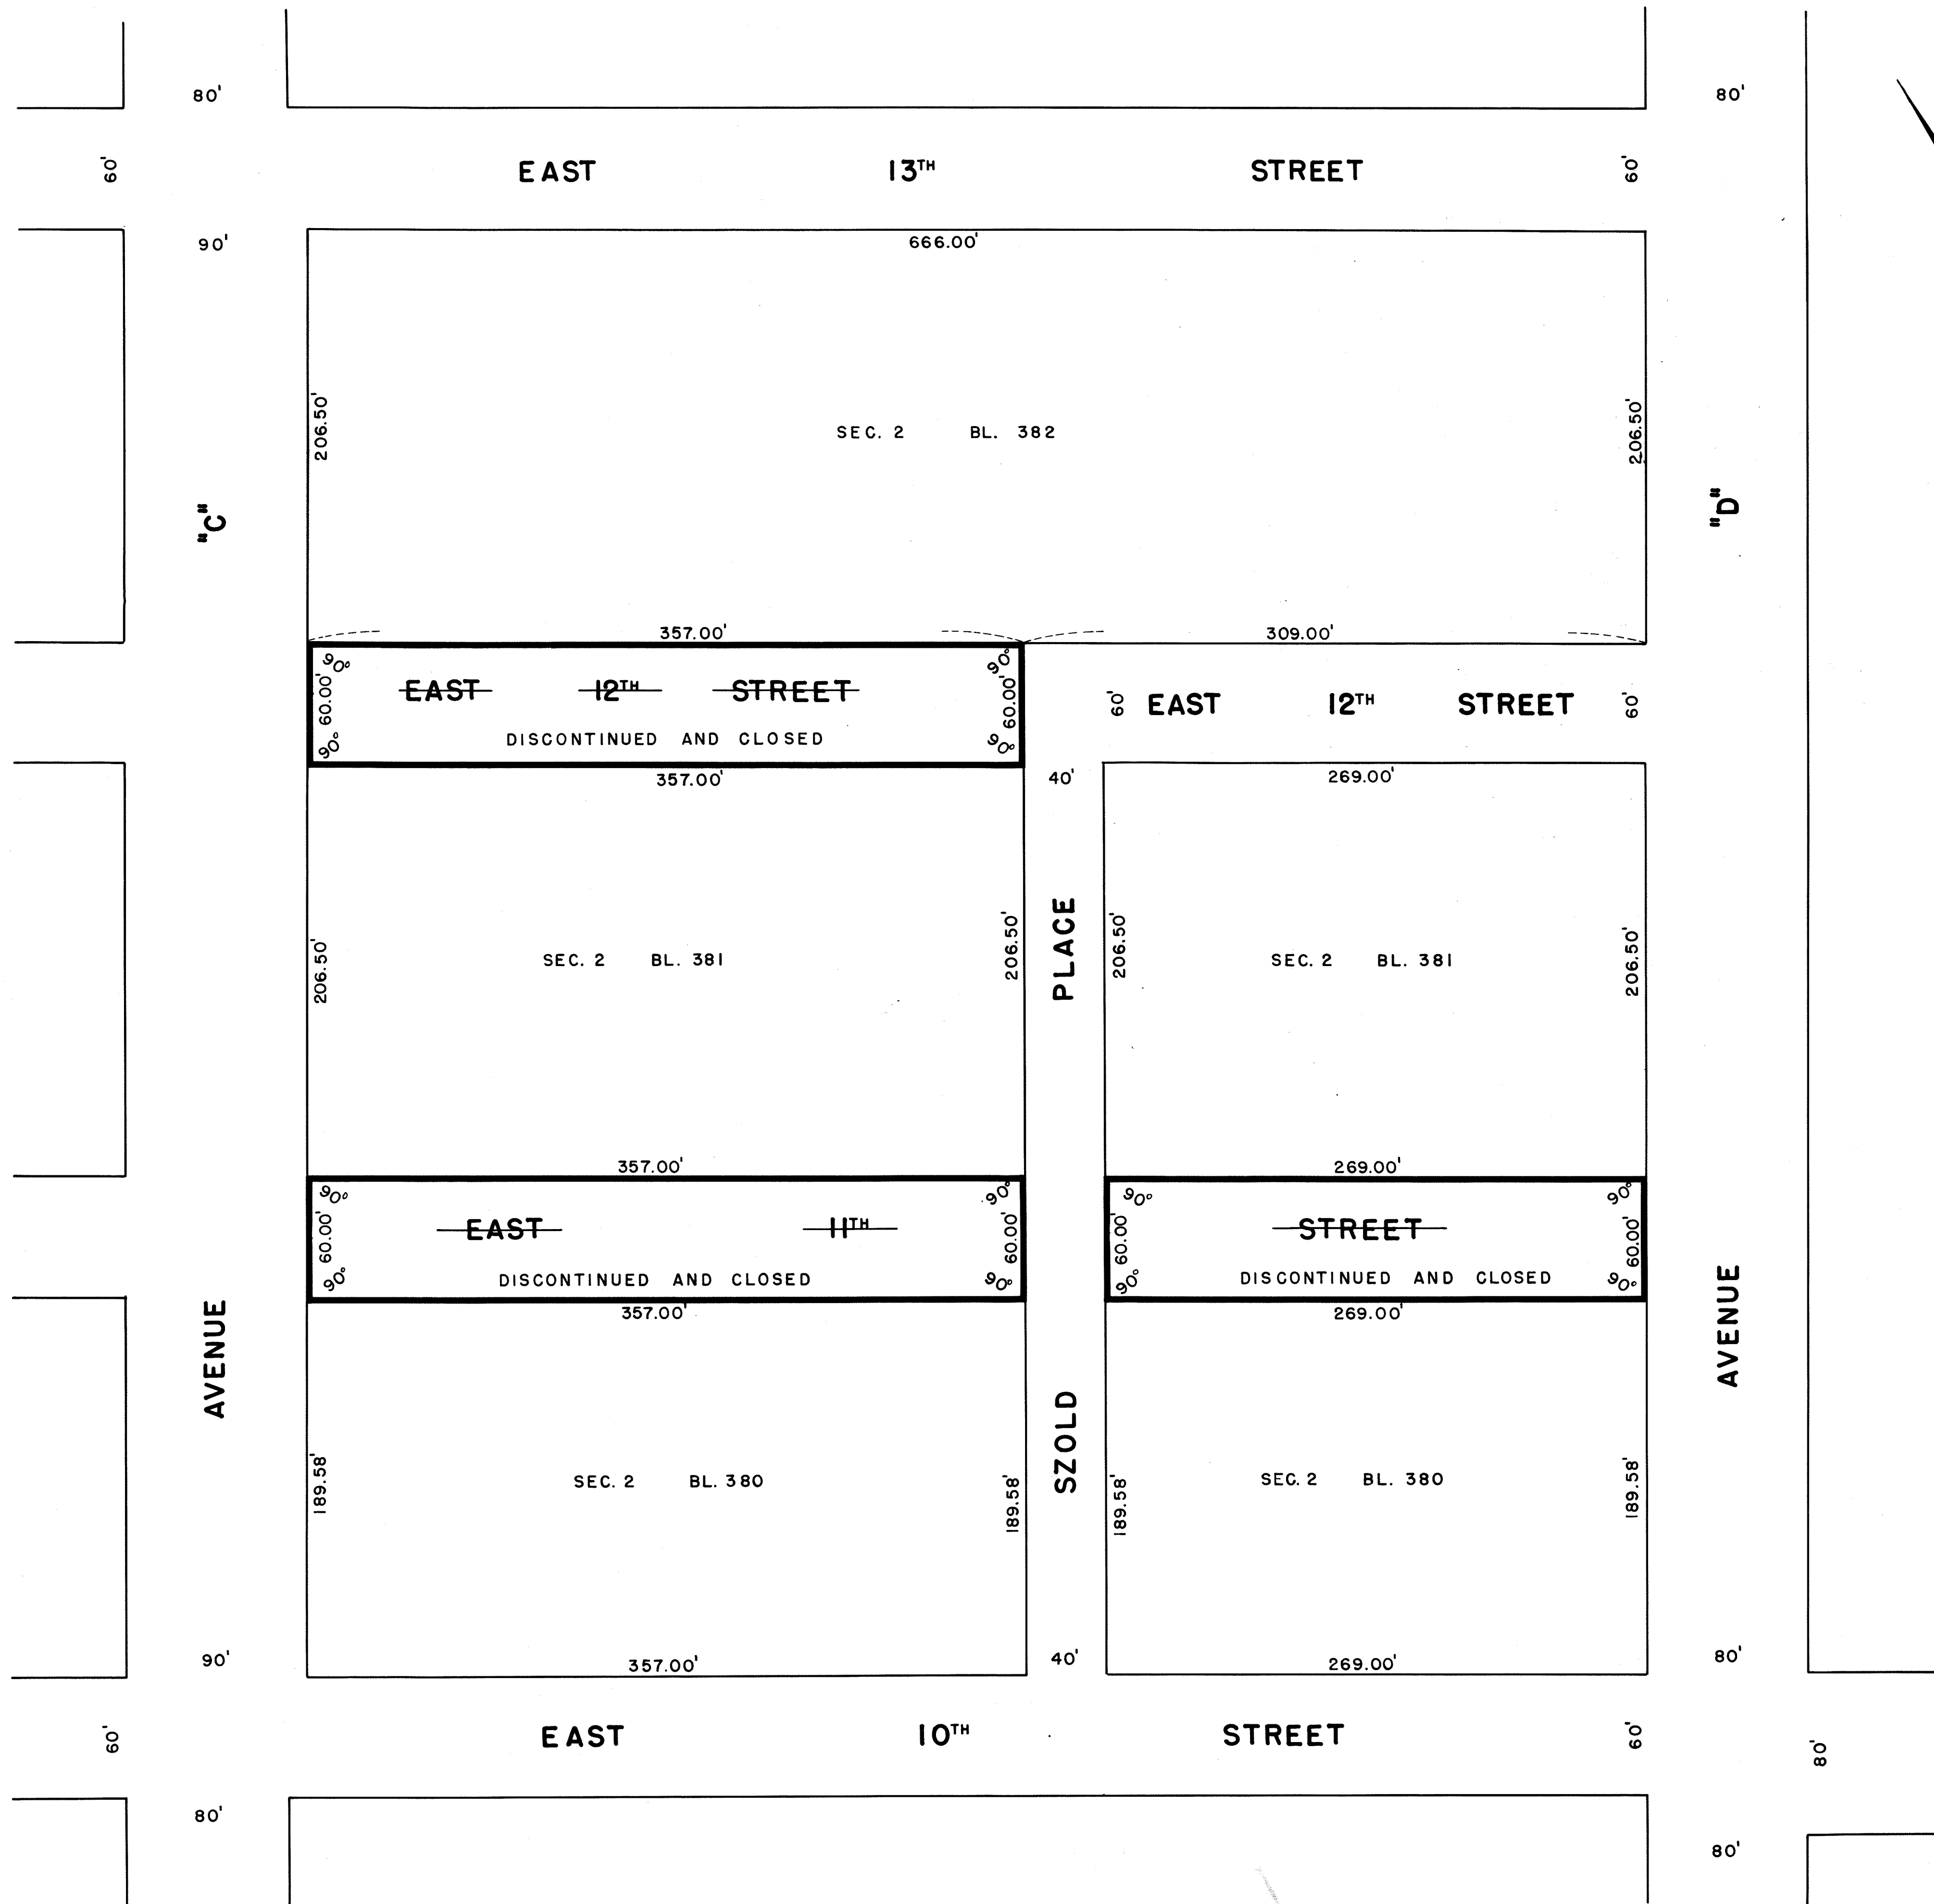 80'
80'
60'
EAST 13TH STREET
60'
90'
666.00'
206.50'
SEC. 2 BL. 382
206.50'
"C"
"D"
357.00'
309.00'
90°
90°
60.00'
EAST 12TH STREET
60.00'
60'
EAST 12TH STREET
60'
90°
DISCONTINUED AND CLOSED
90°
357.00'
40'
269.00'
206.50'
SEC. 2 BL. 381
206.50'
PLACE
206.50'
SEC. 2 BL. 381
206.50'
357.00'
269.00'
90°
90°
90°
90°
60.00'
EAST 11TH
60.00'
60.00'
STREET
60.00'
90°
DISCONTINUED AND CLOSED
90°
90°
DISCONTINUED AND CLOSED
90°
357.00'
269.00'
AVENUE
AVENUE
189.58'
SEC. 2 BL. 380
189.58'
SZOLD
189.58'
SEC. 2 BL. 380
189.58'
90'
357.00'
40'
269.00'
80'
60'
EAST 10TH STREET
60'
80'
80'
80'